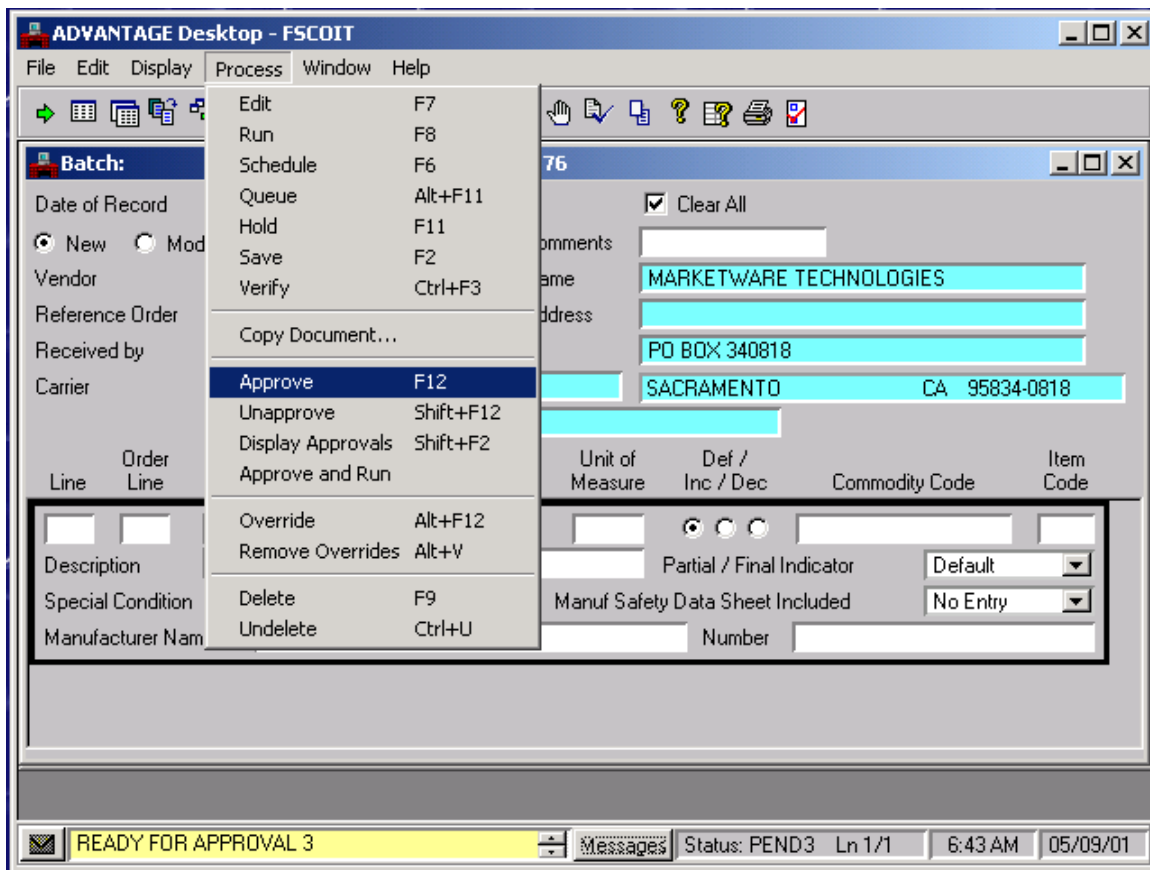 ADVANTAGE Desktop - FSCOIT
File Edit Display Process Window Help
Edit F7
Run F8
Schedule F6
Queue Alt+F11
Hold F11
Save F2
Verify Ctrl+F3
Copy Document...
Approve F12
Unapprove Shift+F12
Display Approvals Shift+F2
Approve and Run
Override Alt+F12
Remove Overrides Alt+V
Delete F9
Undelete Ctrl+U
Batch: 76
Date of Record Clear All
New Mod omments
Vendor ame MARKETWARE TECHNOLOGIES
Reference Order ddress
Received by PO BOX 340818
Carrier SACRAMENTO CA 95834-0818
Order Unit of Def / Item
Line Line Measure Inc / Dec Commodity Code Code
Description Partial / Final Indicator Default
Special Condition Manuf Safety Data Sheet Included No Entry
Manufacturer Nam Number
READY FOR APPROVAL 3 Messages Status: PEND3 Ln 1/1 6:43 AM 05/09/01